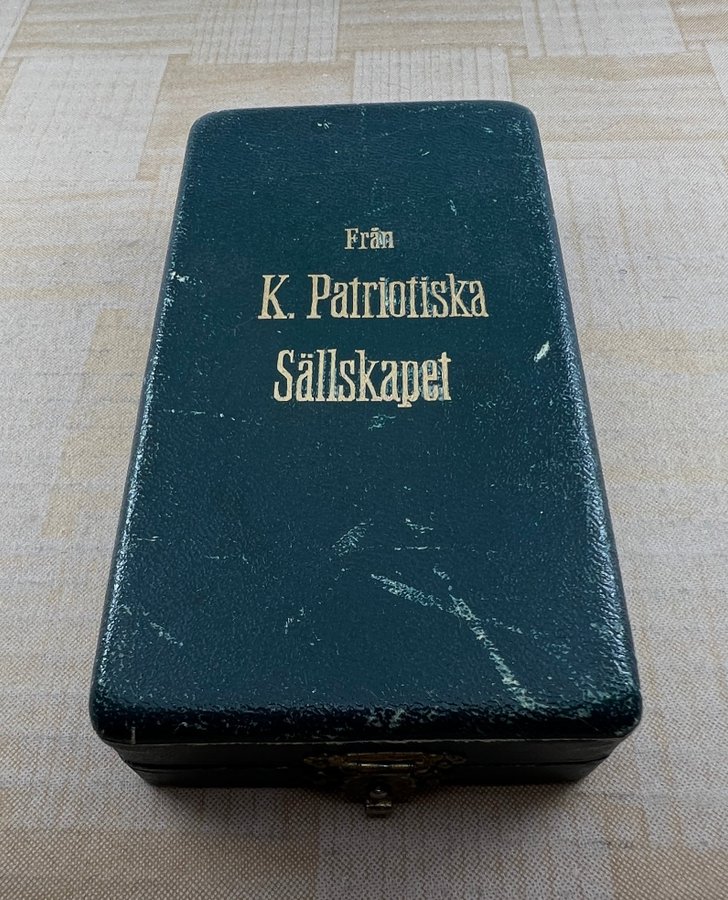 Från
K. Patriotiska
Sällskapet